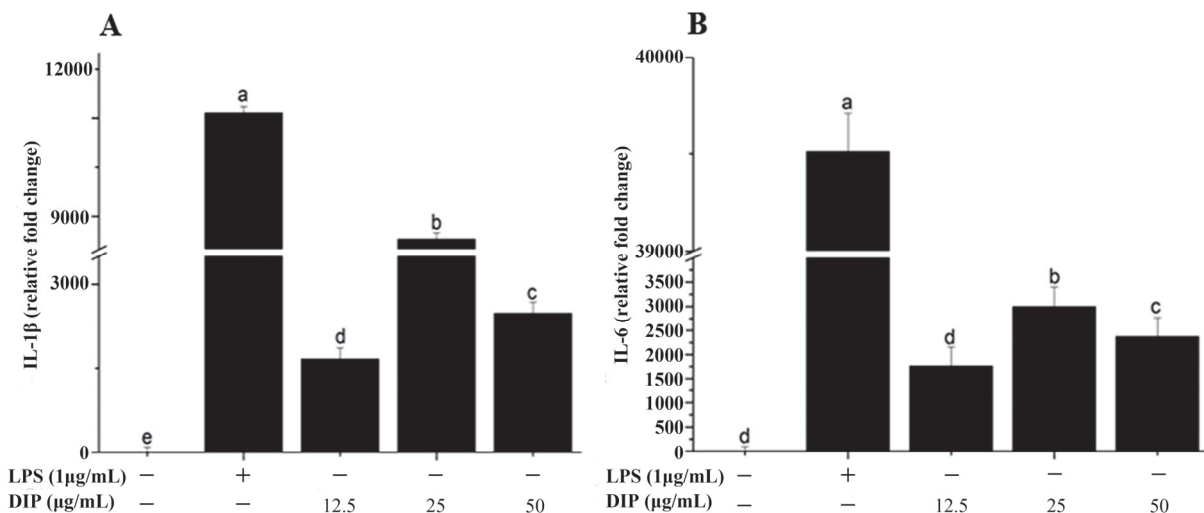 A
IL-1β (relative fold change)
12000
9000
3000
0
e
a
d
b
c
LPS (1μg/mL) – + – – –
DIP (μg/mL) – – 12.5 25 50
B
IL-6 (relative fold change)
40000
39000
3500
3000
2500
2000
1500
1000
500
0
d
a
d
b
c
LPS (1μg/mL) – + – – –
DIP (μg/mL) – – 12.5 25 50